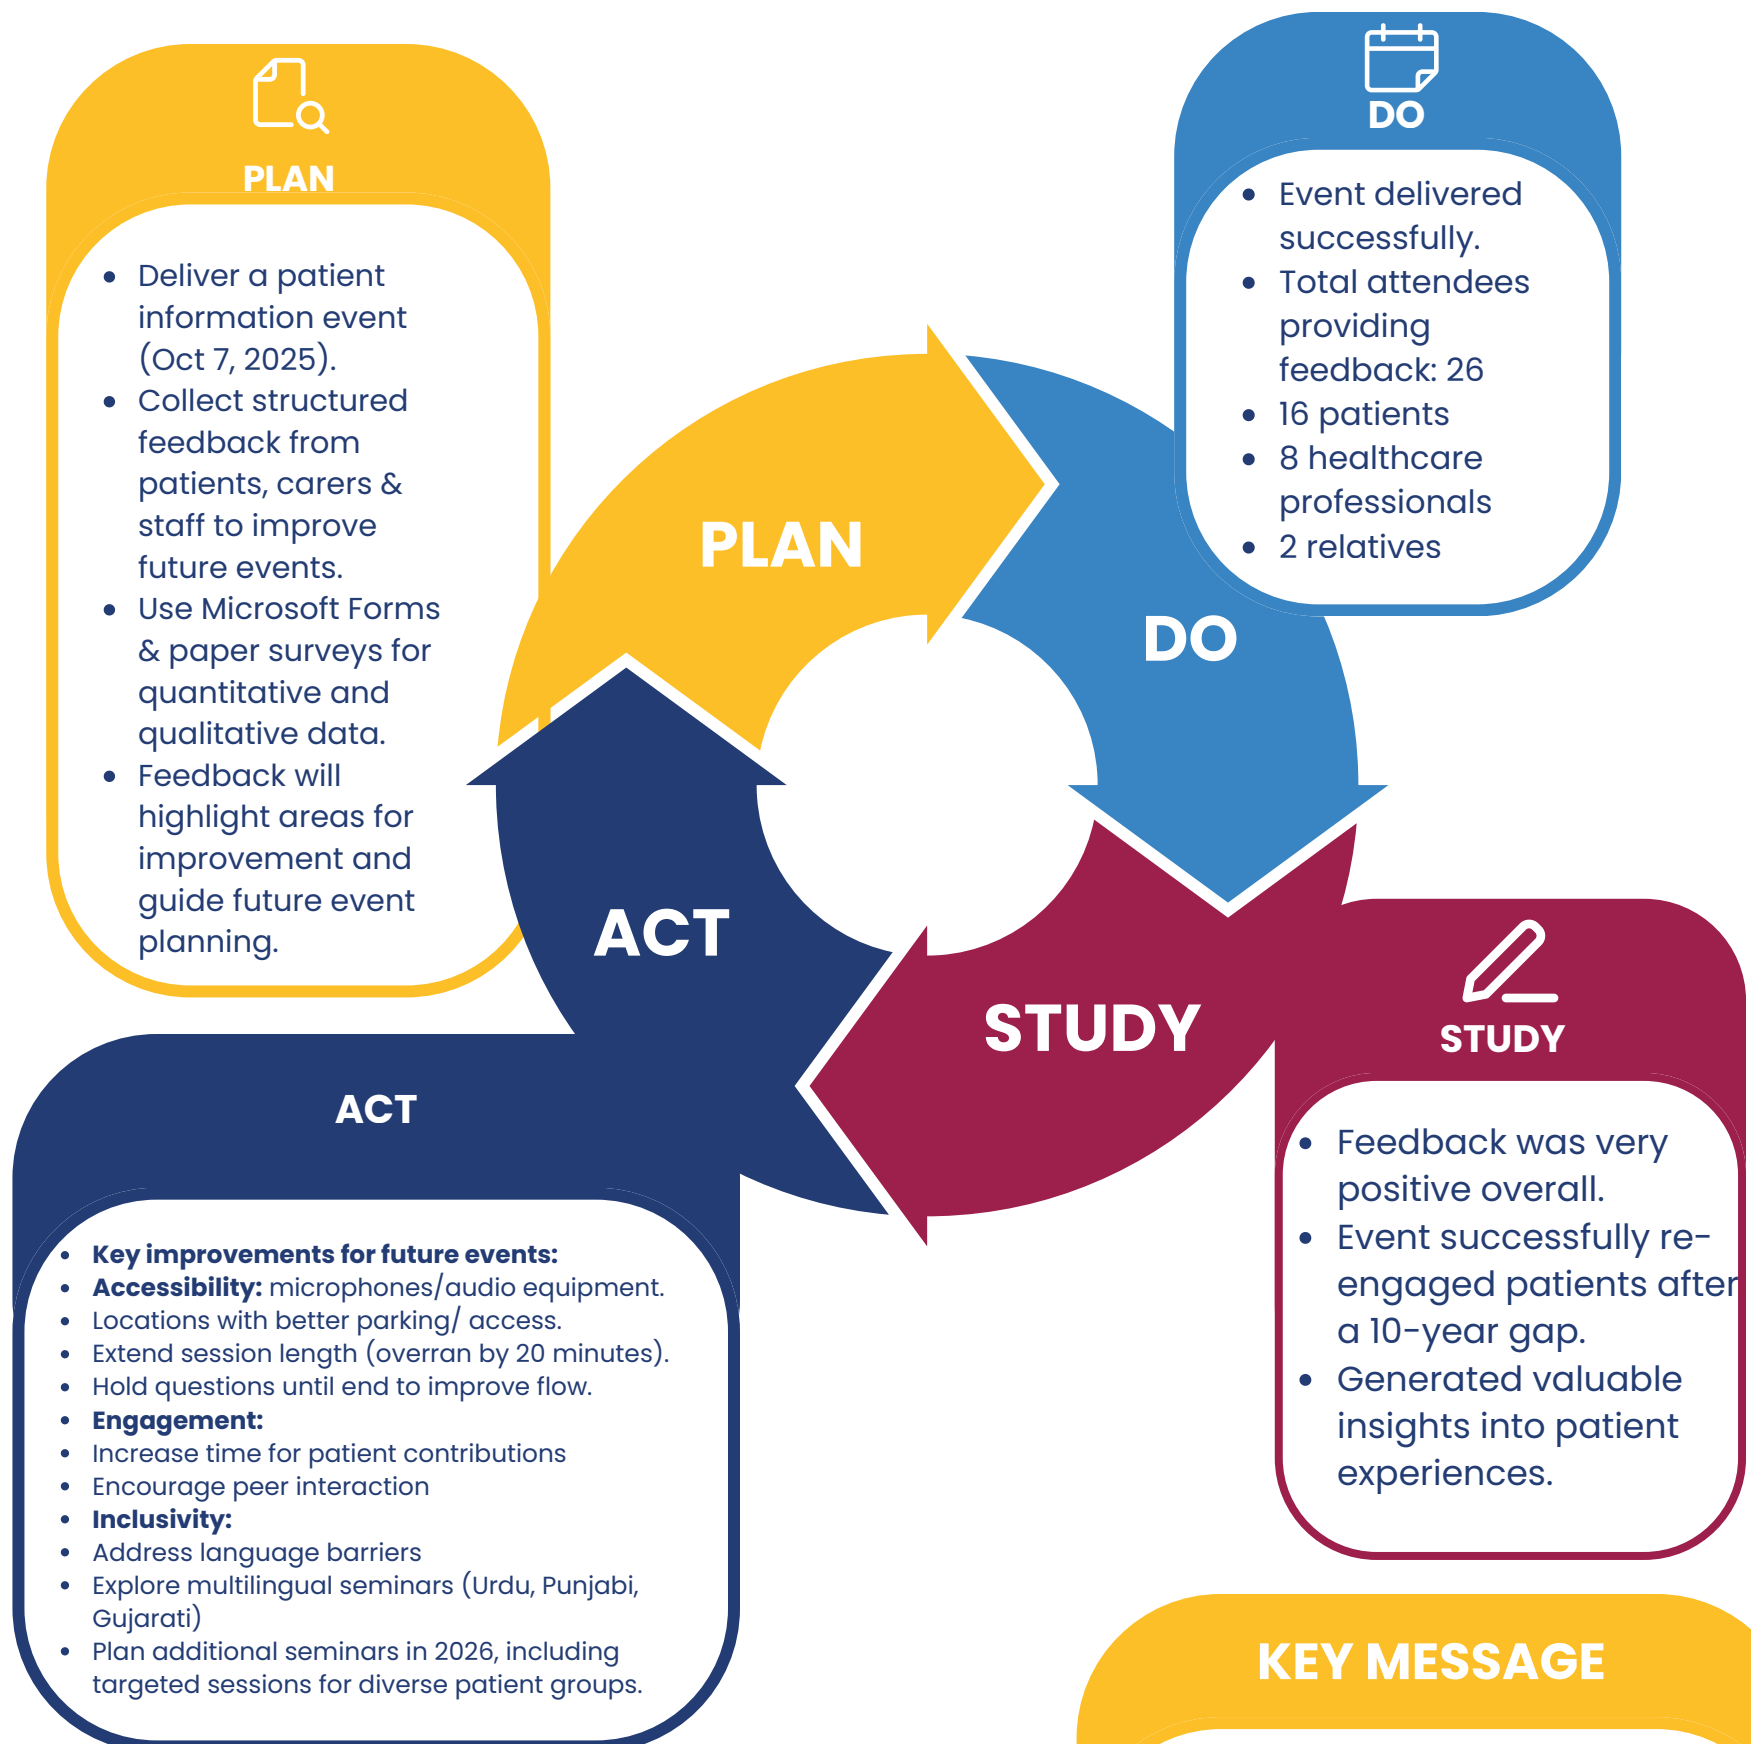 PLAN
• Deliver a patient
information event
(Oct 7, 2025).
• Collect structured
feedback from
patients, carers &
staff to improve
future events.
• Use Microsoft Forms
& paper surveys for
quantitative and
qualitative data.
• Feedback will
highlight areas for
improvement and
guide future event
planning.
DO
• Event delivered
successfully.
• Total attendees
providing
feedback: 26
• 16 patients
• 8 healthcare
professionals
• 2 relatives
PLAN
DO
STUDY
ACT
STUDY
• Feedback was very
positive overall.
• Event successfully re-
engaged patients after
a 10-year gap.
• Generated valuable
insights into patient
experiences.
ACT
• Key improvements for future events:
• Accessibility: microphones/audio equipment.
• Locations with better parking/ access.
• Extend session length (overran by 20 minutes).
• Hold questions until end to improve flow.
• Engagement:
• Increase time for patient contributions
• Encourage peer interaction
• Inclusivity:
• Address language barriers
• Explore multilingual seminars (Urdu, Punjabi,
Gujarati)
• Plan additional seminars in 2026, including
targeted sessions for diverse patient groups.
KEY MESSAGE